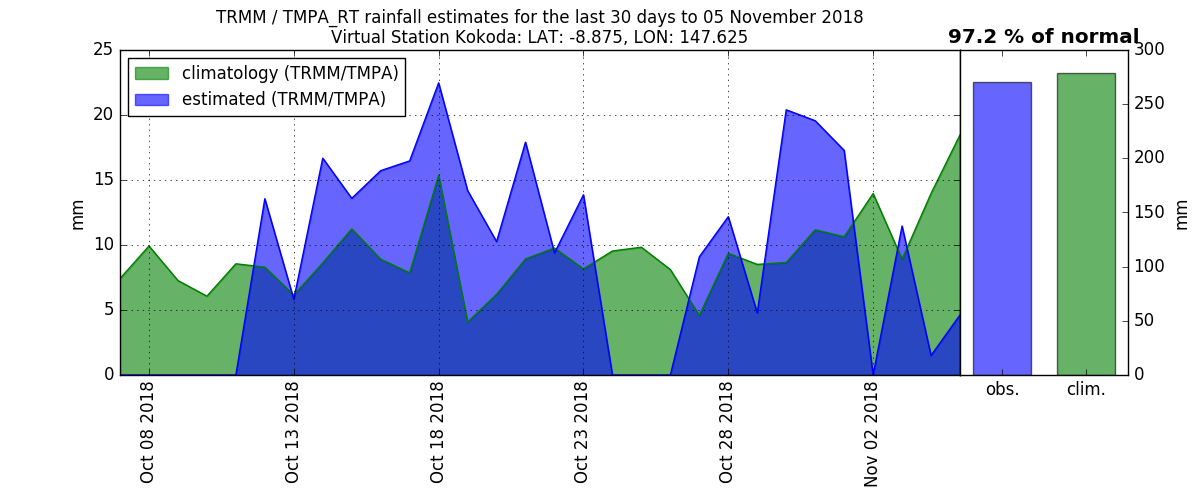 TRMM / TMPA_RT rainfall estimates for the last 30 days to 05 November 2018
Virtual Station Kokoda: LAT: -8.875, LON: 147.625
97.2 % of normal
climatology (TRMM/TMPA)
estimated (TRMM/TMPA)
25
20
15
10
5
0
mm
Oct 08 2018
Oct 13 2018
Oct 18 2018
Oct 23 2018
Oct 28 2018
Nov 02 2018
300
250
200
150
100
50
0
mm
obs.
clim.